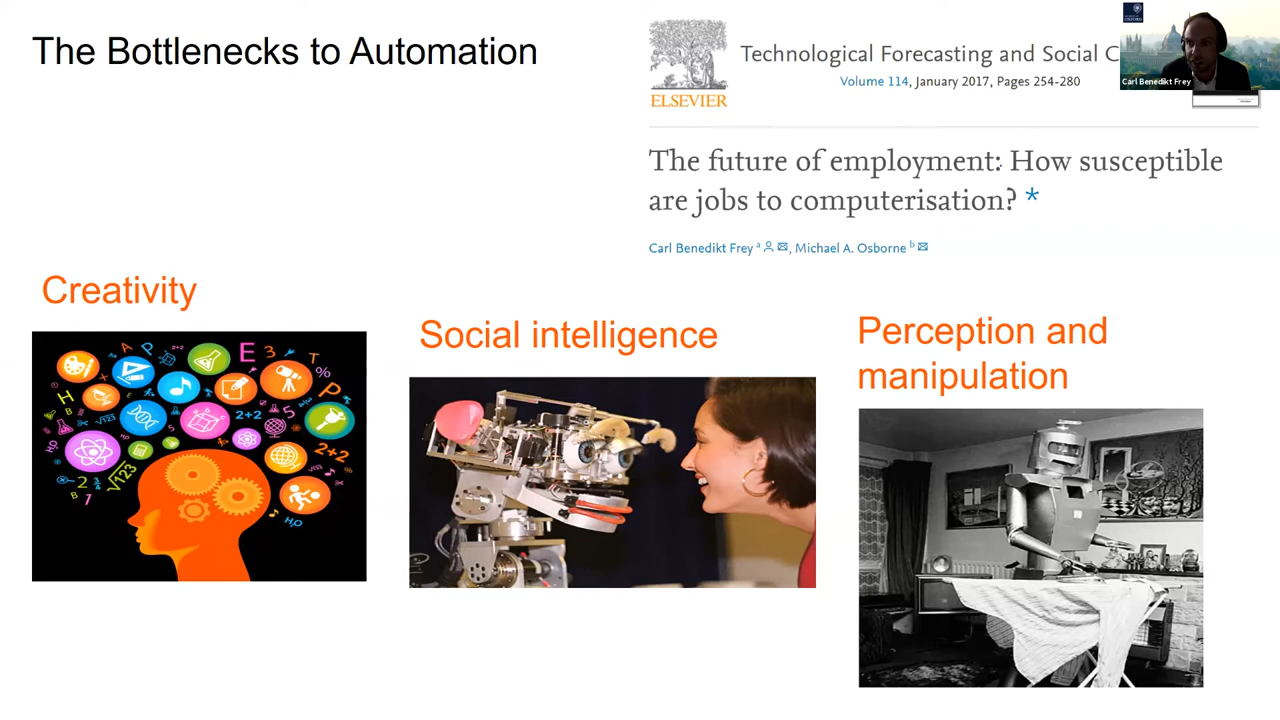 The Bottlenecks to Automation
ELSEVIER
Technological Forecasting and Social C
Volume 114, January 2017, Pages 254-280
Carl Benedikt Frey
The future of employment: How susceptible
are jobs to computerisation? *
Carl Benedikt Frey a, Michael A. Osborne b
Creativity
Social intelligence
Perception and
manipulation